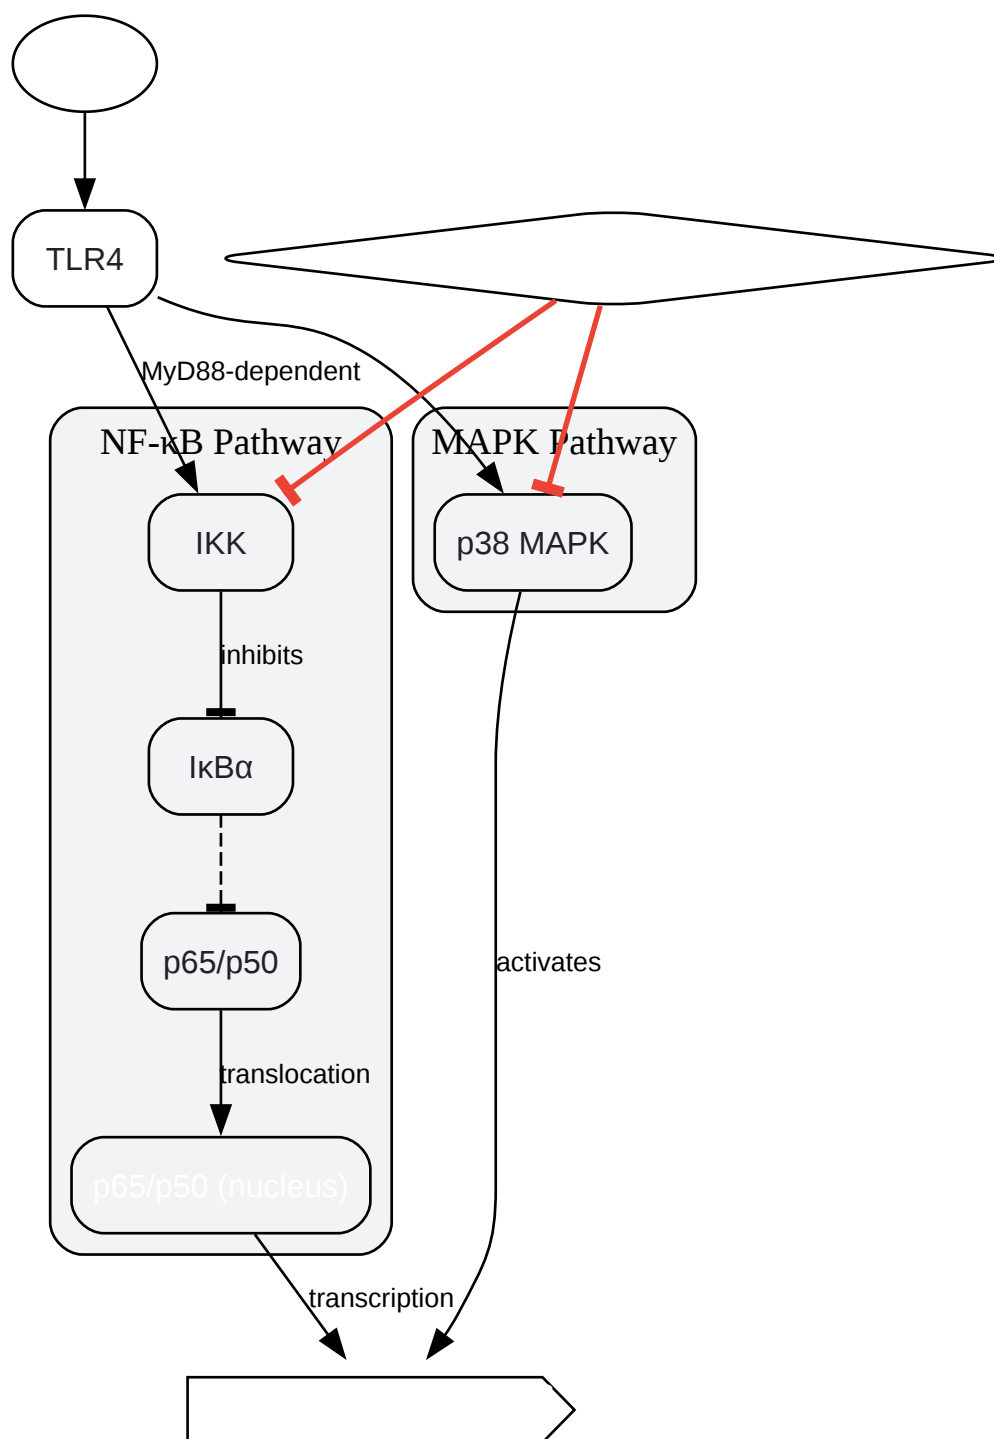 TLR4
MyD88-dependent
NF-κB Pathway
MAPK Pathway
IKK
p38 MAPK
inhibits
IκBα
p65/p50
activates
translocation
p65/p50 (nucleus)
transcription